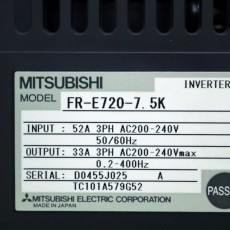 MITSUBISHI INVERTER
MODEL FR-E720-7.5K
INPUT : 52A 3PH AC200-240V
50/60Hz
OUTPUT: 33A 3PH AC200-240Vmax
0.2-400Hz
SERIAL: D0455J025 A
TC101A579G52
PASS
MITSUBISHI ELECTRIC CORPORATION
MADE IN JAPAN